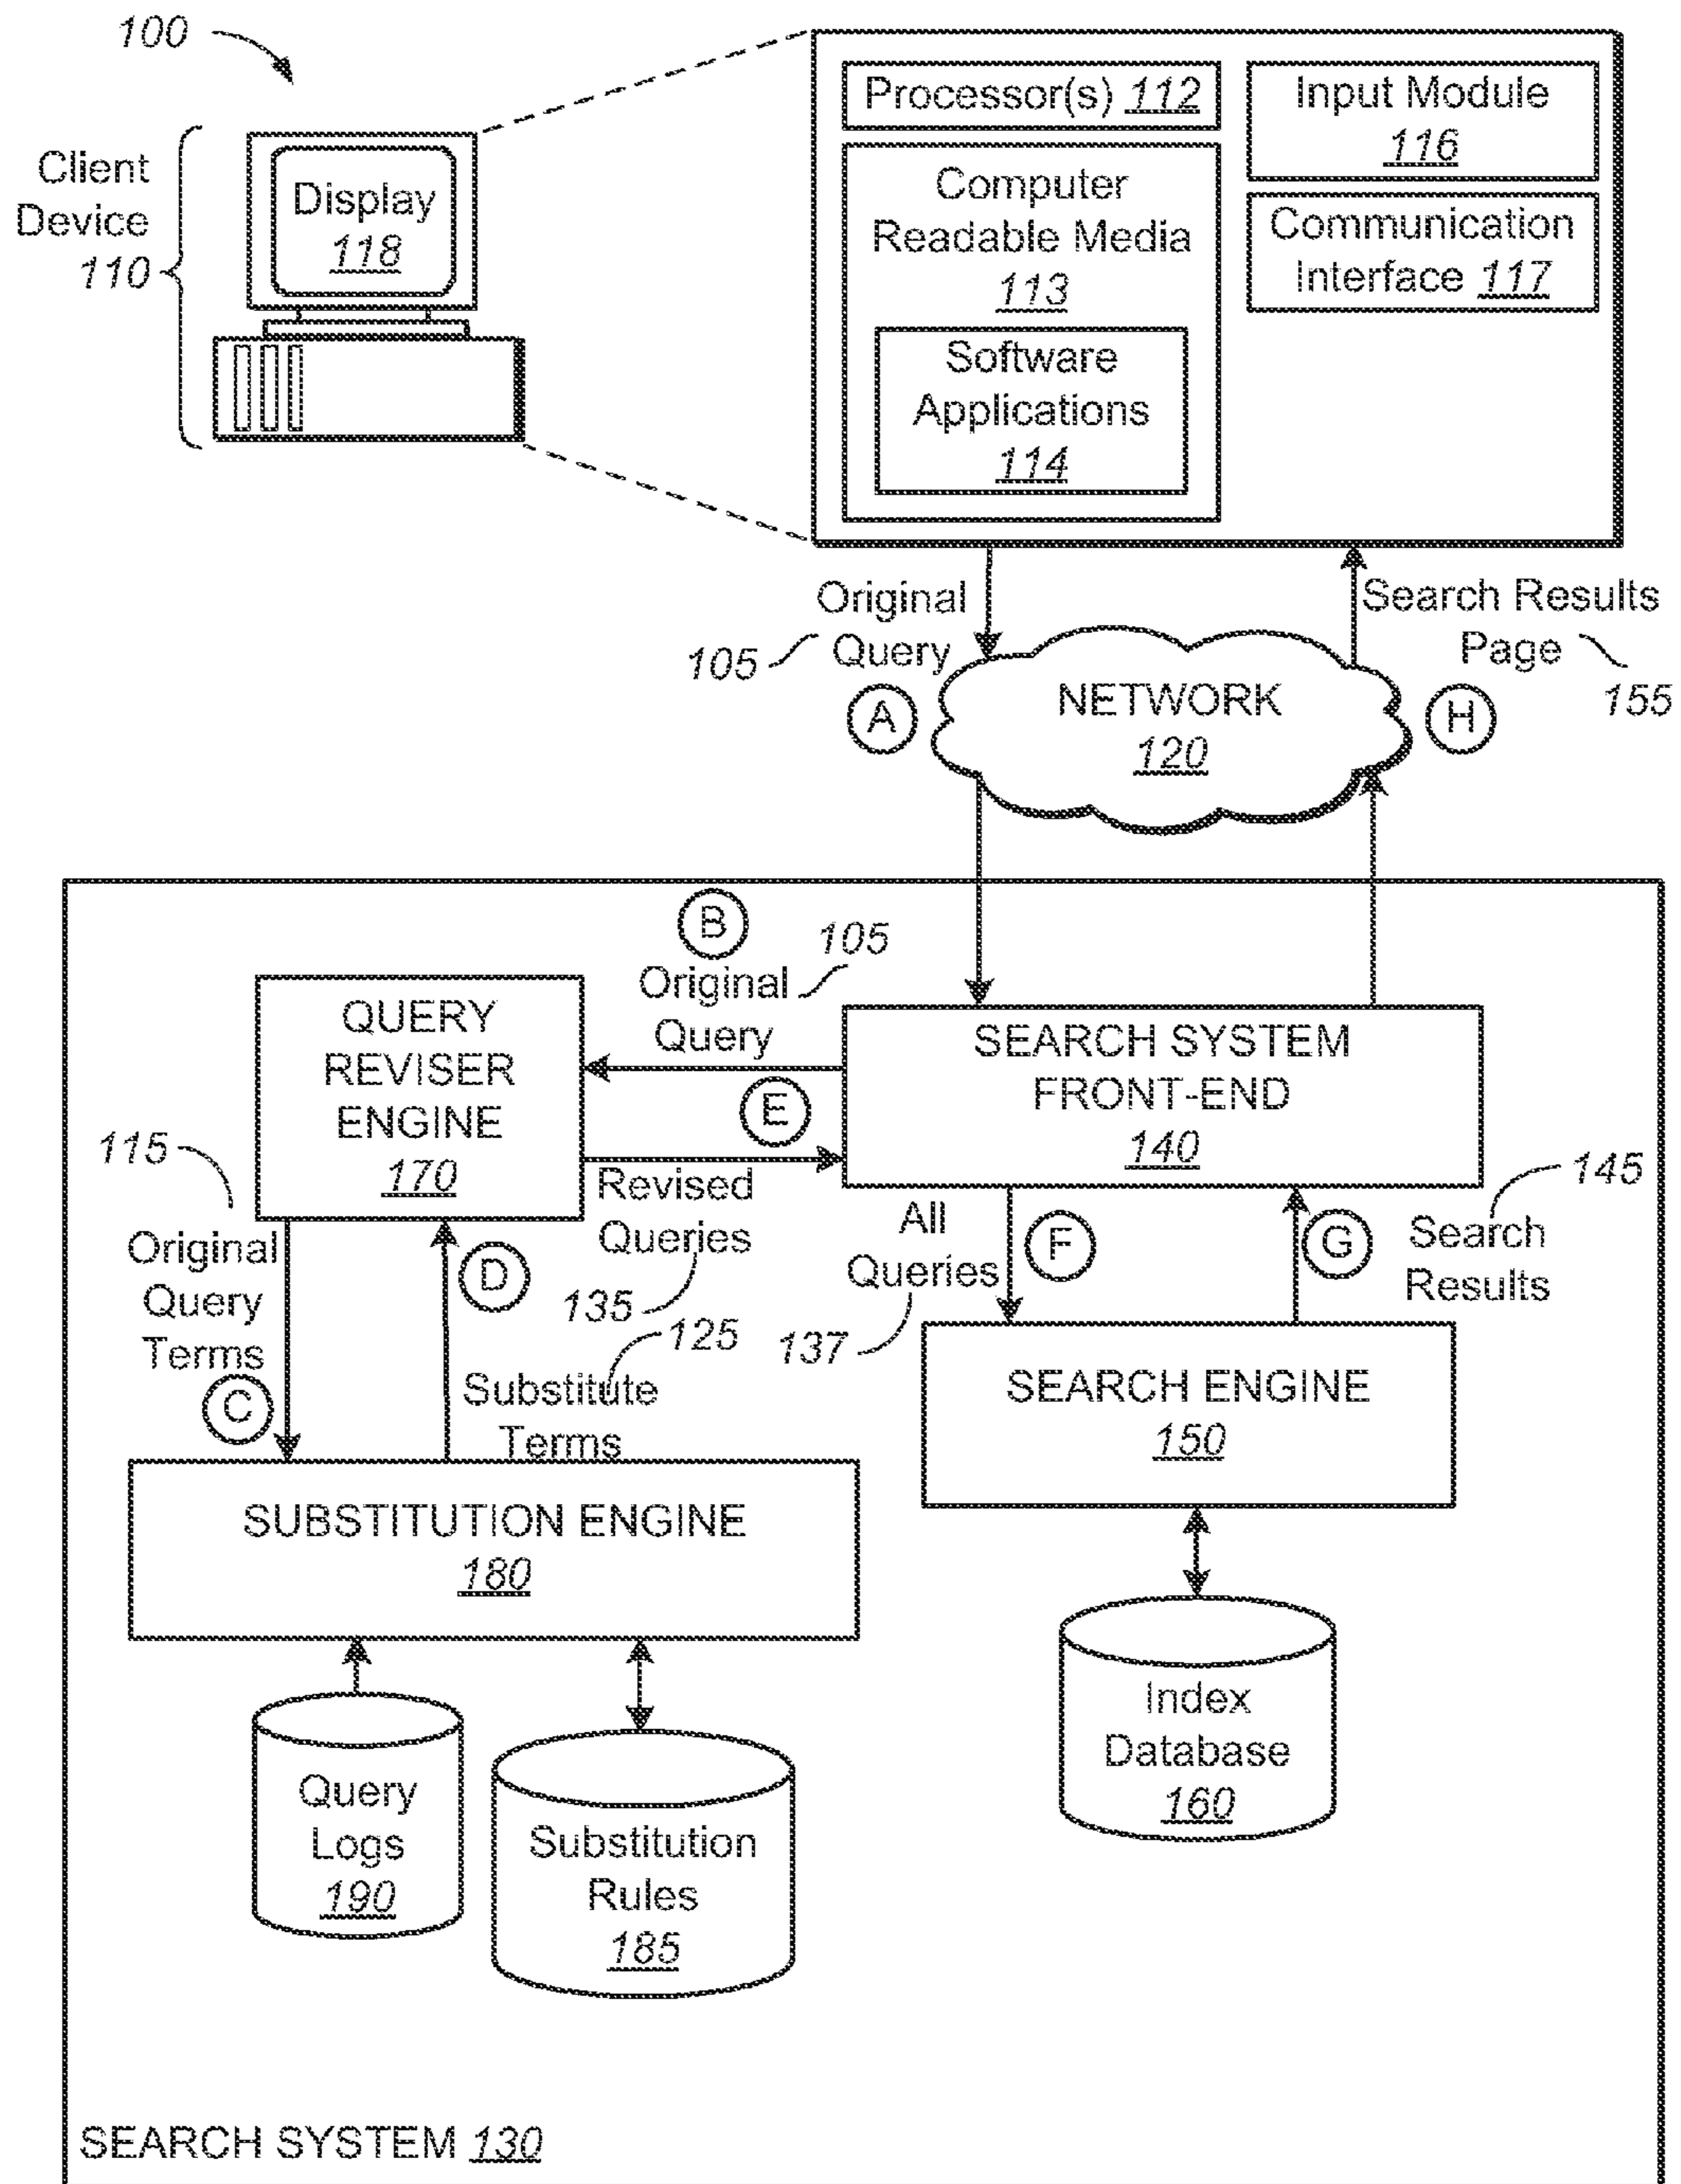 100
Client
Device
110
Display
118
Processor(s) 112
Computer
Readable Media
113
Software
Applications
114
Input Module
116
Communication
Interface 117
Original
Query
105
A
NETWORK
120
Search Results
Page
155
H
B
105
Original
Query
QUERY
REVISER
ENGINE
170
E
Revised
Queries
135
SEARCH SYSTEM
FRONT-END
140
115
Original
Query
Terms
C
D
125
Substitute
Terms
All
Queries
137
F
G
145
Search
Results
SEARCH ENGINE
150
SUBSTITUTION ENGINE
180
Query
Logs
190
Substitution
Rules
185
Index
Database
160
SEARCH SYSTEM 130